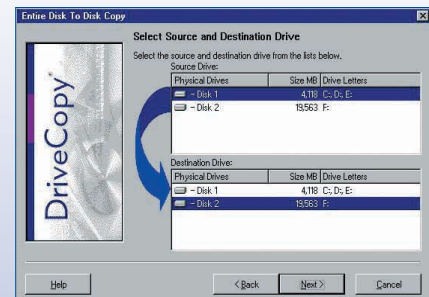 Entire Disk To Disk Copy
DriveCopy
Select Source and Destination Drive
Select the source and destination drive from the lists below.
Source Drive:
Physical Drives Size MB Drive Letters
- Disk 1 4,118 C:, D:, E:
- Disk 2 19,563 F:
Destination Drive:
Physical Drives Size MB Drive Letters
- Disk 1 4,118 C:, D:, E:
- Disk 2 19,563 F:
Help < Back Next > Cancel